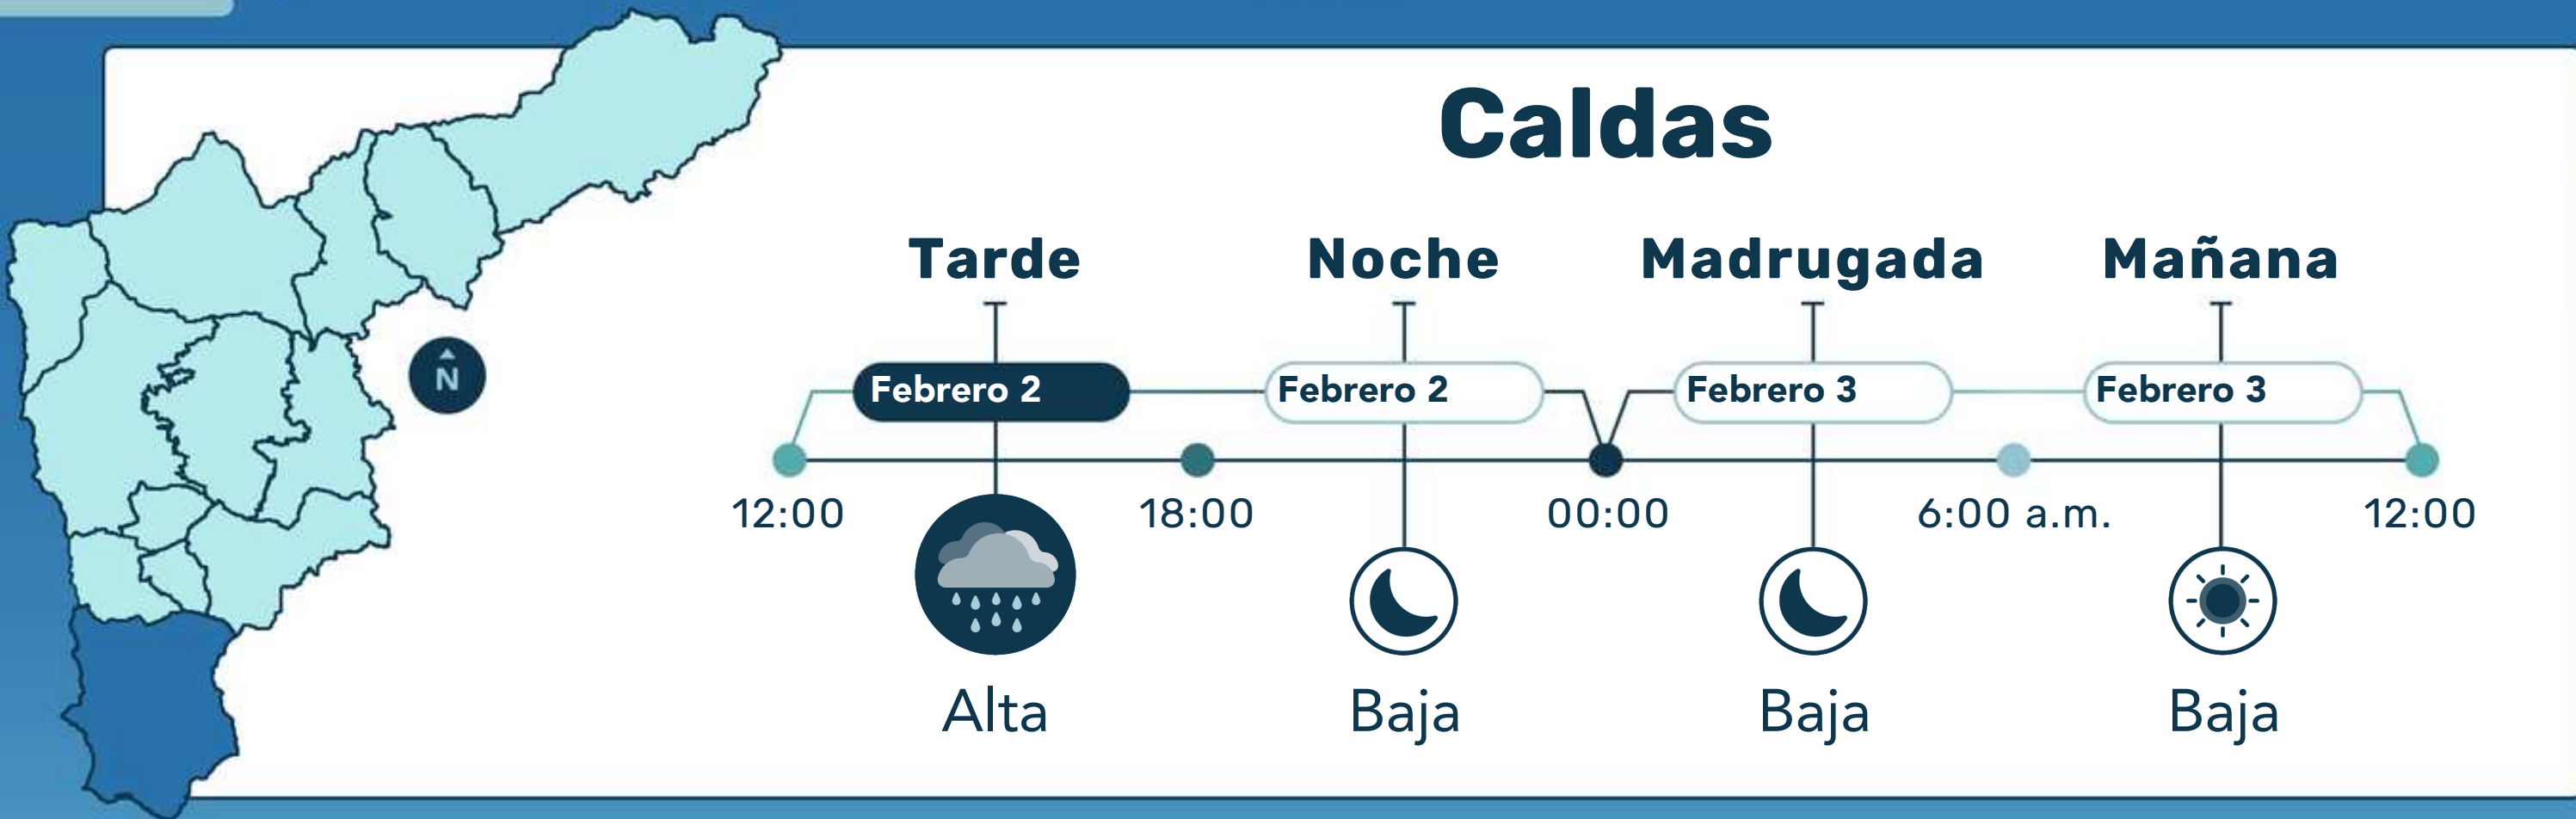 Caldas
Tarde
Noche
Madrugada
Mañana
Febrero 2
Febrero 2
Febrero 3
Febrero 3
N
12:00
18:00
00:00
6:00 a.m.
12:00
Alta
Baja
Baja
Baja